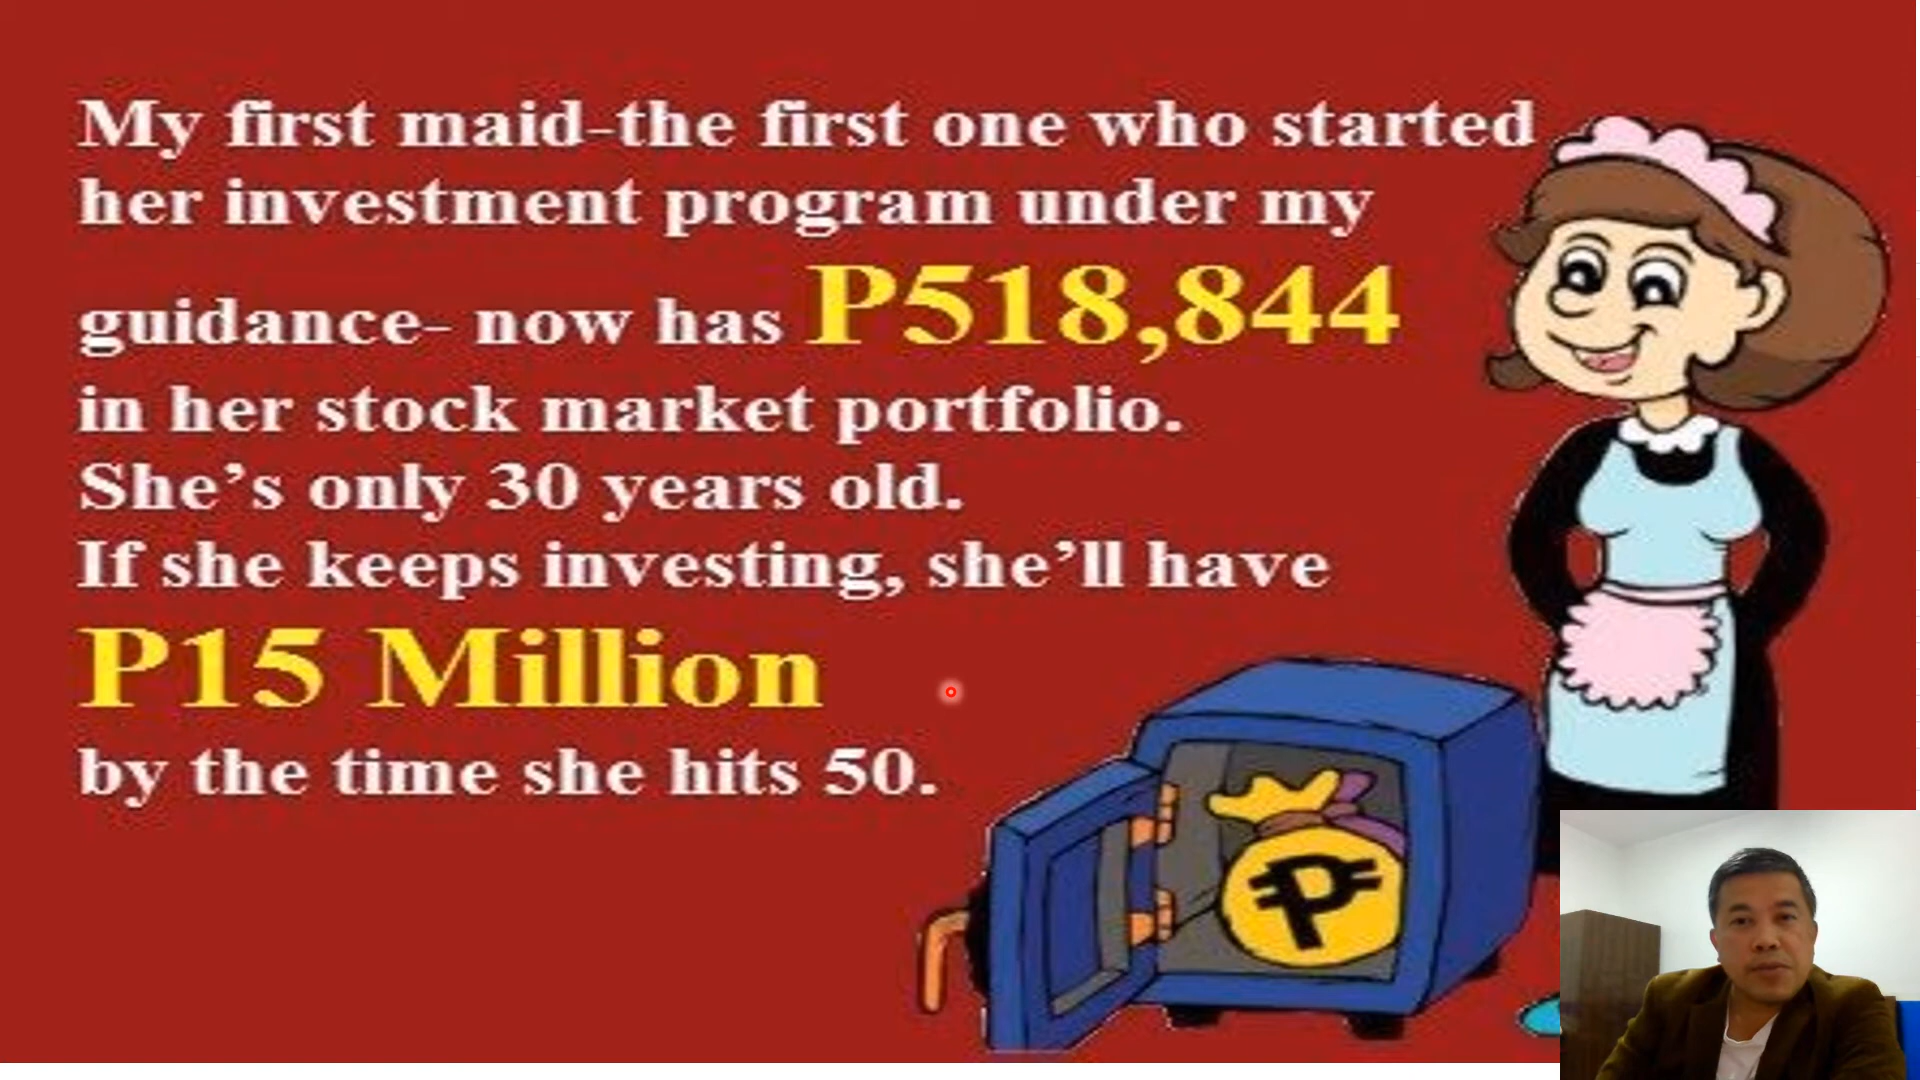 My first maid-the first one who started
her investment program under my
guidance- now has P518,844
in her stock market portfolio.
She's only 30 years old.
If she keeps investing, she'll have
P15 Million
by the time she hits 50.
P